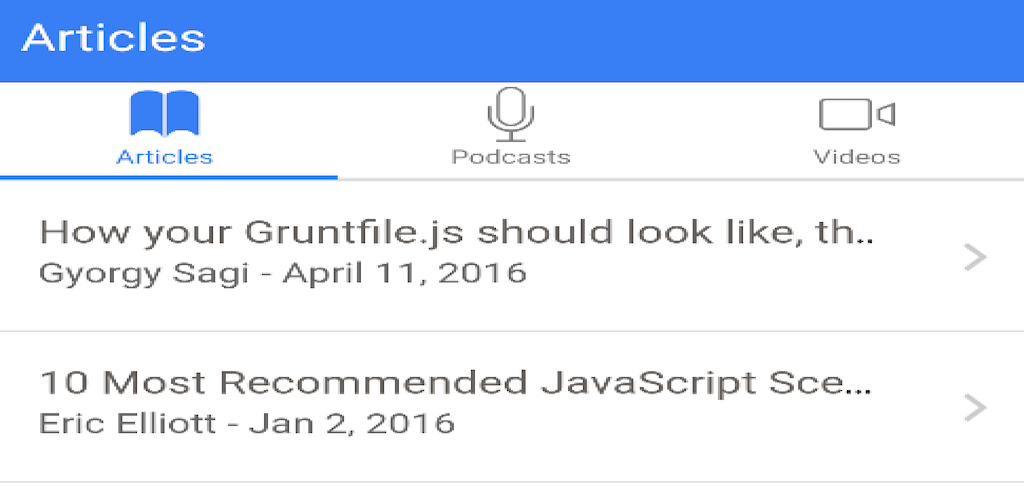 Articles
Articles Podcasts Videos
How your Gruntfile.js should look like, th..
Gyorgy Sagi - April 11, 2016
10 Most Recommended JavaScript Sce...
Eric Elliott - Jan 2, 2016